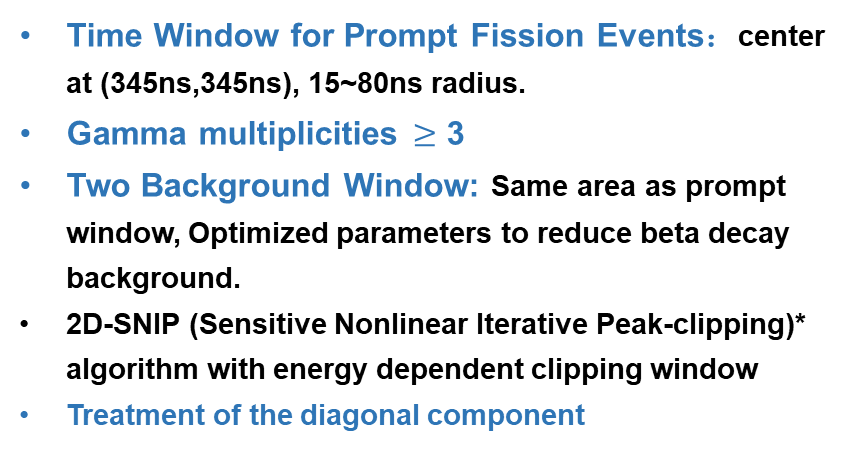 • Time Window for Prompt Fission Events：center
at (345ns,345ns), 15~80ns radius.
• Gamma multiplicities ≥ 3
• Two Background Window: Same area as prompt
window, Optimized parameters to reduce beta decay
background.
• 2D-SNIP (Sensitive Nonlinear Iterative Peak-clipping)*
algorithm with energy dependent clipping window
• Treatment of the diagonal component